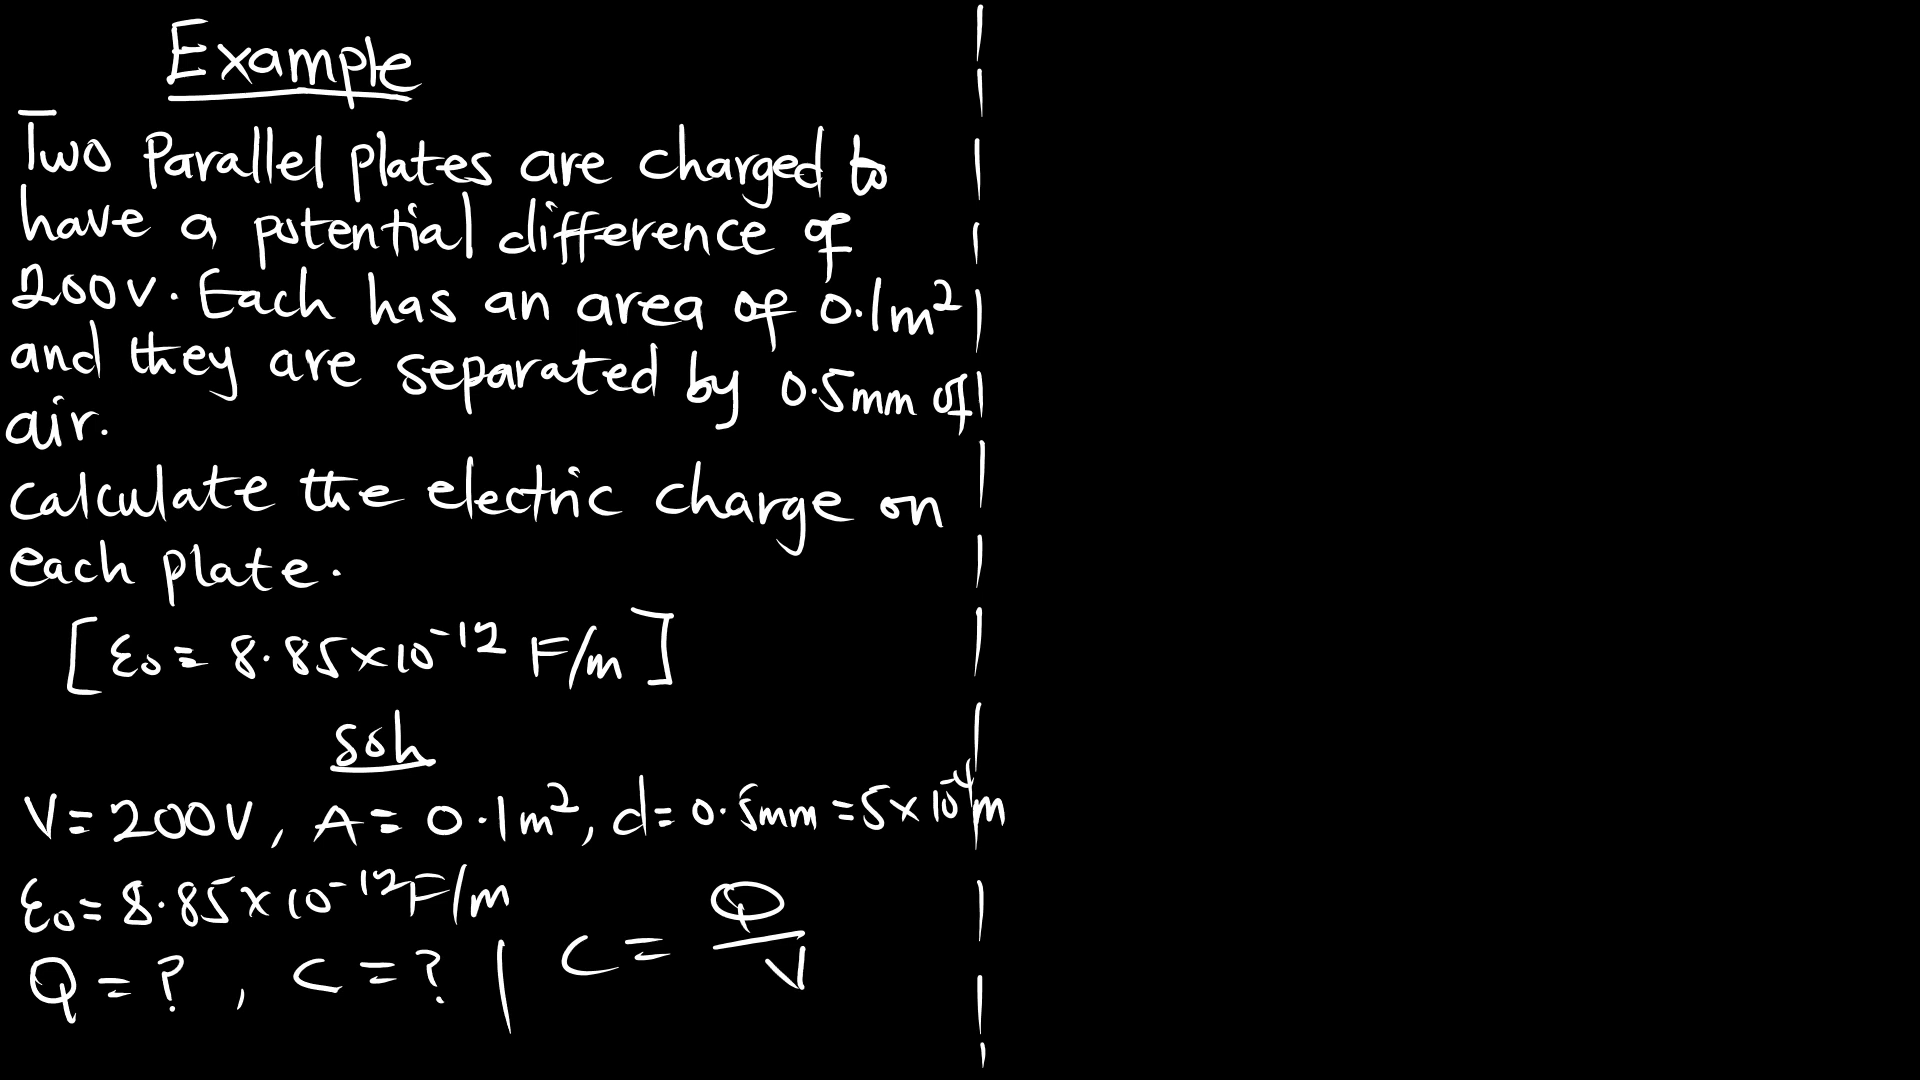 Example
Two Parallel plates are charged to
have a potential difference of
200V. Each has an area of 0.1m²
and they are separated by 0.5mm of
air.
Calculate the electric charge on
each plate.
[ε₀ = 8.85×10⁻¹² F/m]
Soln
V = 200V, A = 0.1m², d = 0.5mm = 5×10⁻⁴m
ε₀ = 8.85×10⁻¹² F/m
Q = ?, C = ? | C = Q/V